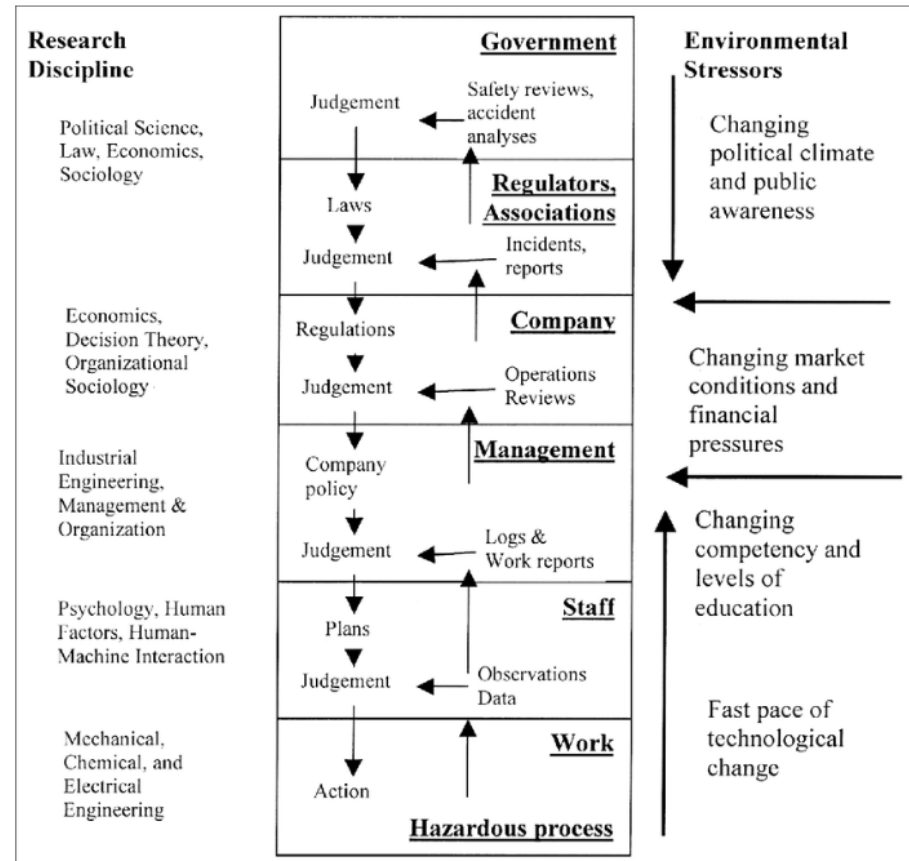 Research
Discipline
Political Science,
Law, Economics,
Sociology
Economics,
Decision Theory,
Organizational
Sociology
Industrial
Engineering,
Management &
Organization
Psychology, Human
Factors, Human-
Machine Interaction
Mechanical,
Chemical, and
Electrical
Engineering
Government
Judgement
Safety reviews,
accident
analyses
Regulators,
Associations
Laws
Judgement
Incidents,
reports
Company
Regulations
Judgement
Operations
Reviews
Management
Company
policy
Judgement
Logs &
Work reports
Staff
Plans
Judgement
Observations
Data
Work
Action
Hazardous process
Environmental
Stressors
Changing
political climate
and public
awareness
Changing market
conditions and
financial
pressures
Changing
competency and
levels of
education
Fast pace of
technological
change